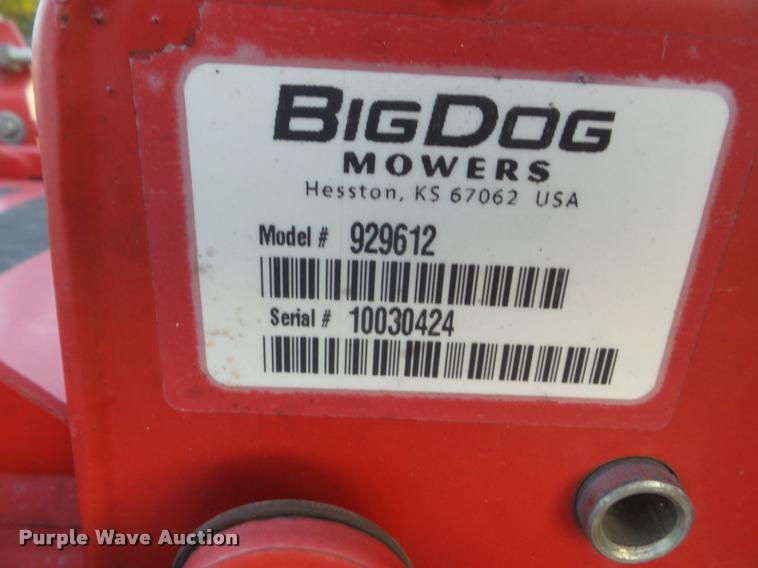 BIGDOG
MOWERS
Hesston, KS 67062 USA
Model # 929612
Serial # 10030424
Purple Wave Auction